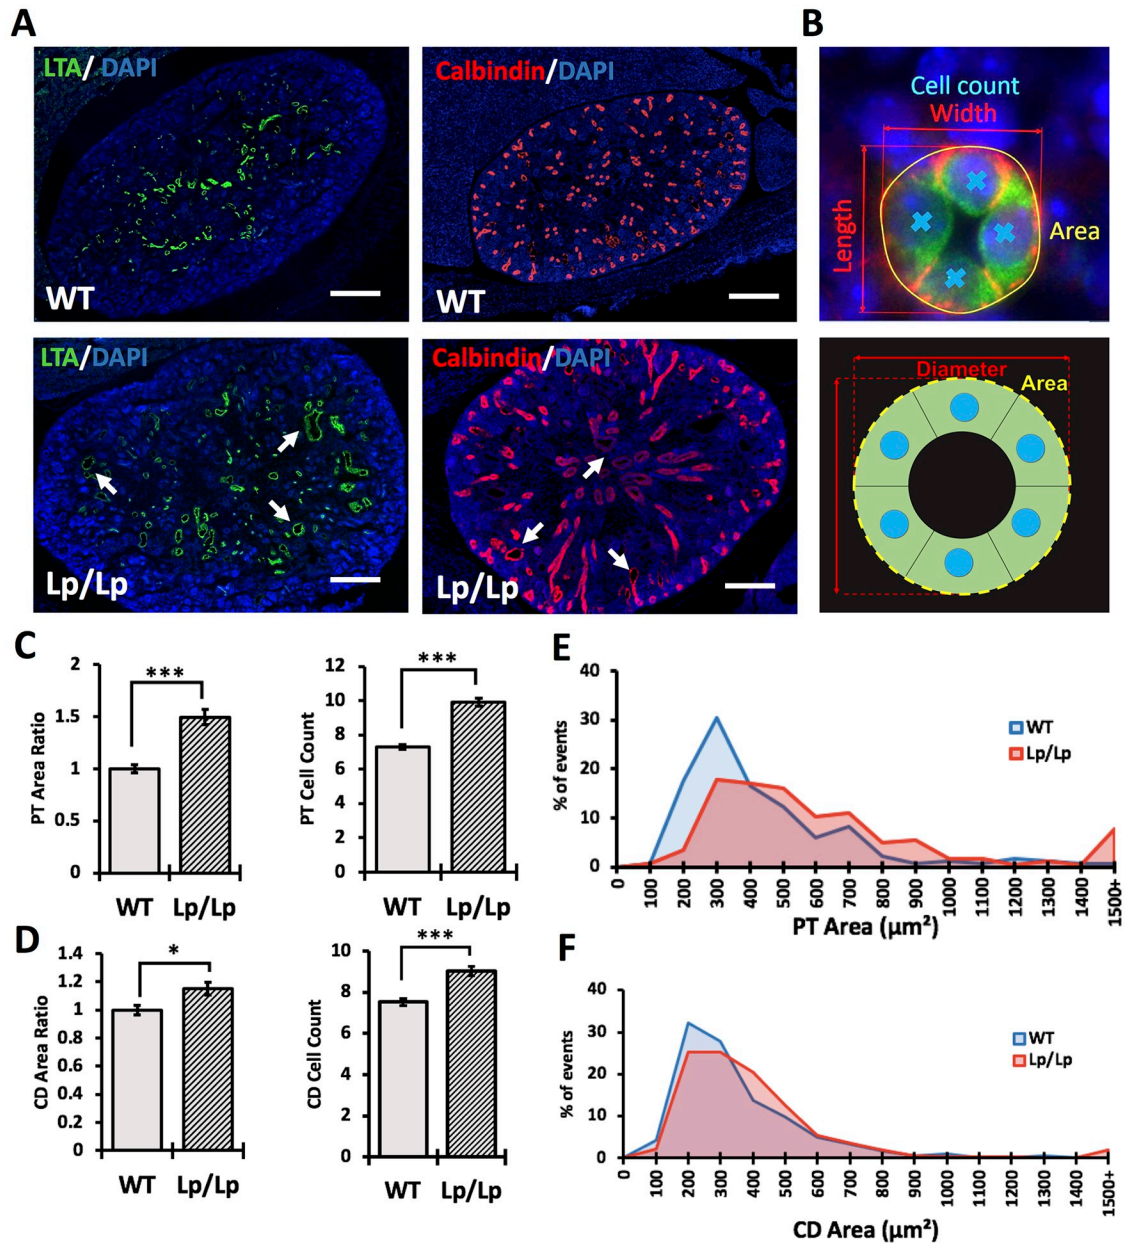 A
LTA/ DAPI
WT
Calbindin/DAPI
WT
LTA/DAPI
Lp/Lp
Calbindin/DAPI
Lp/Lp
B
Cell count
Width
Length
Area
Diameter
Area
C
PT Area Ratio
2
1.5
1
0.5
0
***
WT Lp/Lp
PT Cell Count
12
10
8
6
4
2
0
***
WT Lp/Lp
D
CD Area Ratio
1.4
1.2
1
0.8
0.6
0.4
0.2
0
*
WT Lp/Lp
CD Cell Count
10
8
6
4
2
0
***
WT Lp/Lp
E
% of events
40
30
20
10
0
WT
Lp/Lp
0 100 200 300 400 500 600 700 800 900 1000 1100 1200 1300 1400 1500+
PT Area (µm²)
F
% of events
40
30
20
10
0
WT
Lp/Lp
0 100 200 300 400 500 600 700 800 900 1000 1100 1200 1300 1400 1500+
CD Area (µm²)